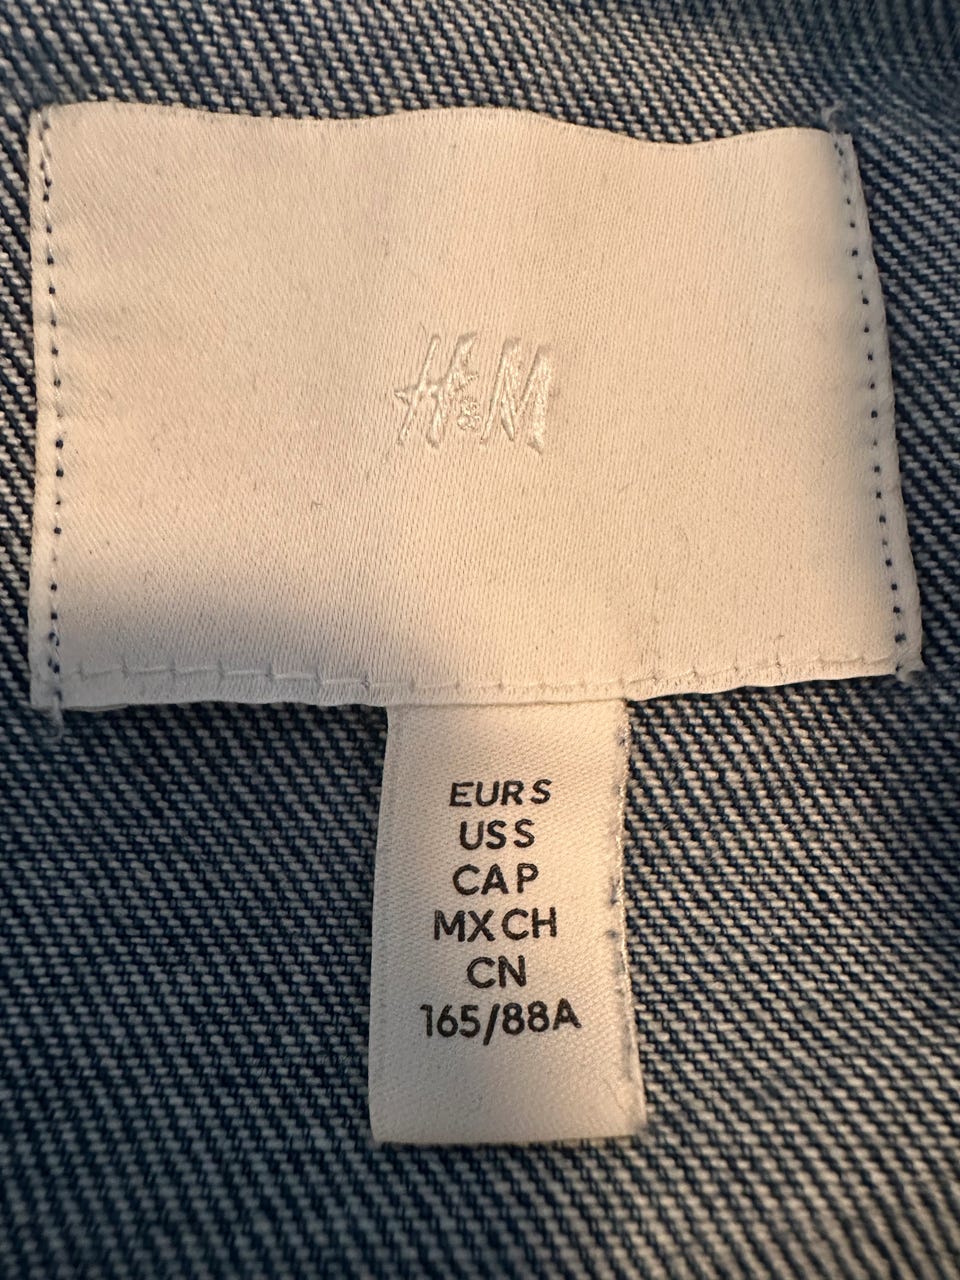 H&M
EUR S
US S
CA P
MX CH
CN
165/88A